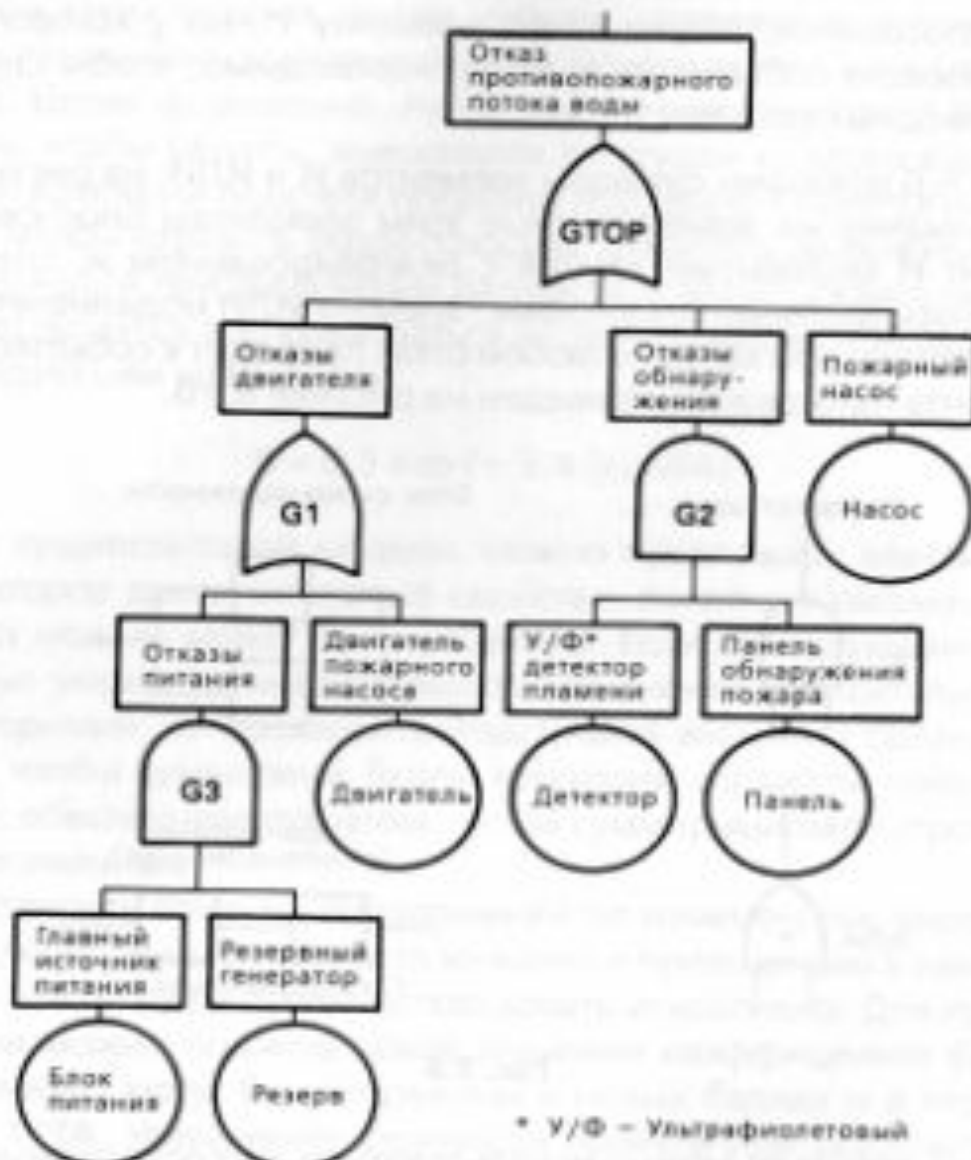 Отказ
противопожарного
потока воды
GTOP
Отказы
двигателя
Отказы
обнару-
жения
Пожарный
насос
G1
G2
Насос
Отказы
питания
Двигатель
пожарного
насоса
У/Ф*
детектор
пламени
Панель
обнаружения
пожара
G3
Двигатель
Детектор
Панель
Главный
источник
питания
Резервный
генератор
Блок
питания
Резерв
* У/Ф – Ультрафиолетовый